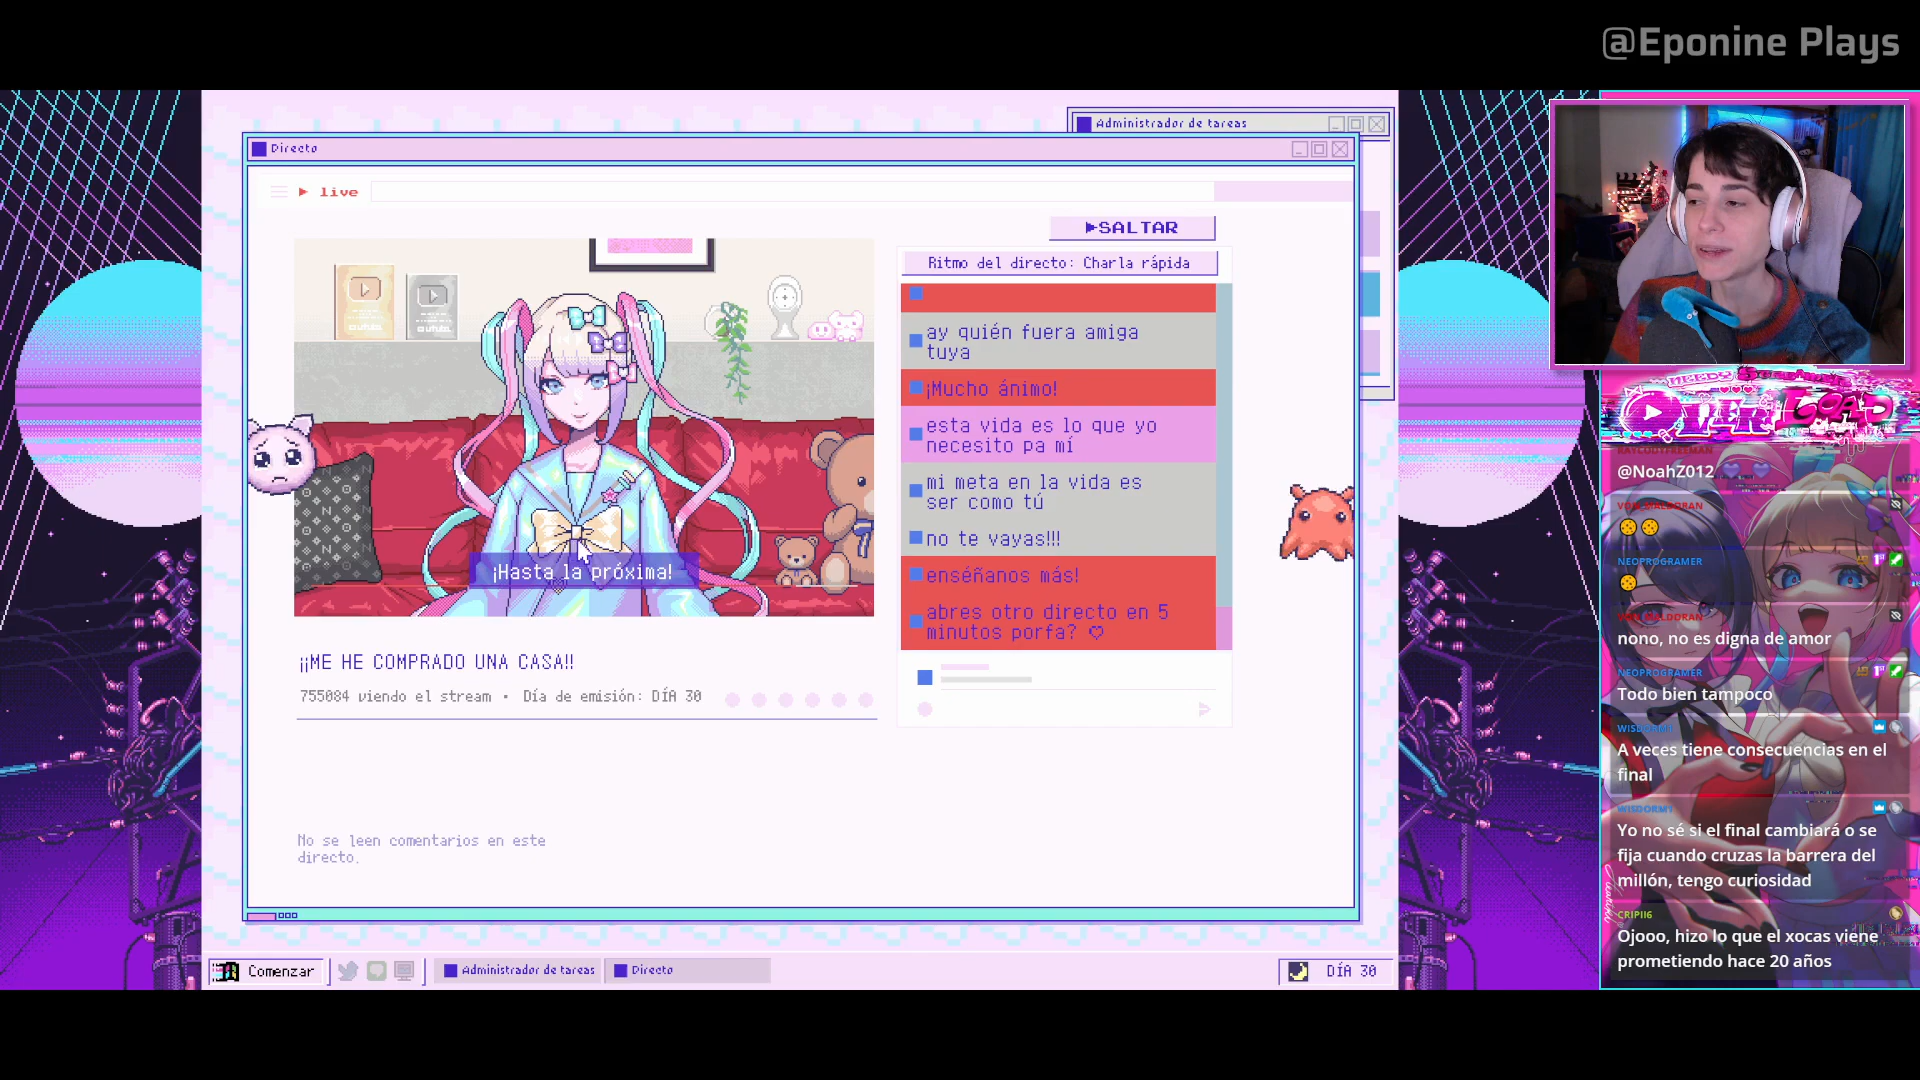 @Eponine Plays
Administrador de tareas
Directo
live
▶SALTAR
Ritmo del directo: Charla rápida
ay quién fuera amiga
tuya
¡Mucho ánimo!
esta vida es lo que yo
necesito pa mí
mi meta en la vida es
ser como tú
no te vayas!!!
enséñanos más!
abres otro directo en 5
minutos porfa? ♡
¡Hasta la próxima!
¡¡ME HE COMPRADO UNA CASA!!
755084 viendo el stream • Día de emisión: DÍA 30
No se leen comentarios en este
directo.
Comenzar
Administrador de tareas
Directo
DÍA 30
OVERLOAD
@NoahZ012
NEOPROGRAMER
nono, no es digna de amor
NEOPROGRAMER
Todo bien tampoco
A veces tiene consecuencias en el
final
Yo no sé si el final cambiará o se
fija cuando cruzas la barrera del
millón, tengo curiosidad
CRIPII6
Ojooo, hizo lo que el xocas viene
prometiendo hace 20 años